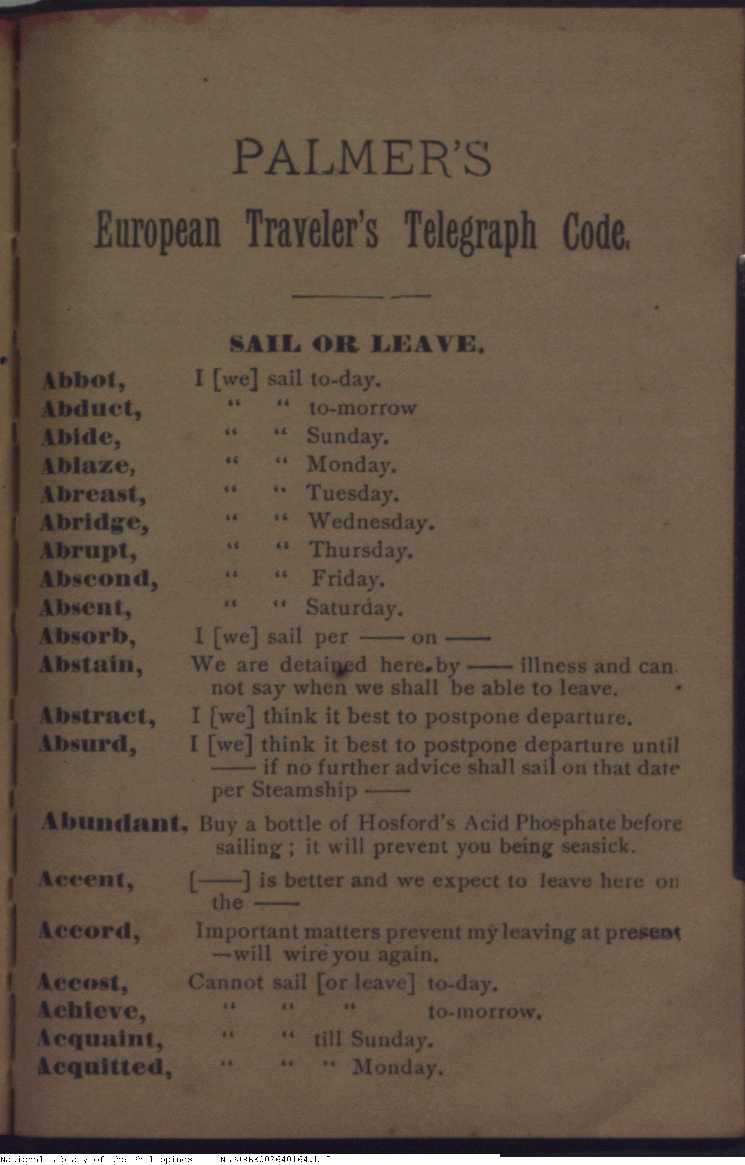 PALMER'S
European Traveler's Telegraph Code.
SAIL OR LEAVE.
Abbot, I [we] sail to-day.
Abduct, “ “ to-morrow
Abide, “ “ Sunday.
Ablaze, “ “ Monday.
Abreast, “ “ Tuesday.
Abridge, “ “ Wednesday.
Abrupt, “ “ Thursday.
Abscond, “ “ Friday.
Absent, “ “ Saturday.
Absorb, I [we] sail per —— on ——
Abstain, We are detained here by —— illness and can
not say when we shall be able to leave.
Abstract, I [we] think it best to postpone departure.
Absurd, I [we] think it best to postpone departure until
—— if no further advice shall sail on that date
per Steamship ——
Abundant, Buy a bottle of Hosford's Acid Phosphate before
sailing; it will prevent you being seasick.
Accent, [——] is better and we expect to leave here on
the ——
Accord, Important matters prevent my leaving at present
—will wire you again.
Accost, Cannot sail [or leave] to-day.
Achieve, “ “ “ to-morrow.
Acquaint, “ “ till Sunday.
Acquitted, “ “ “ Monday.
National Library of the Philippines